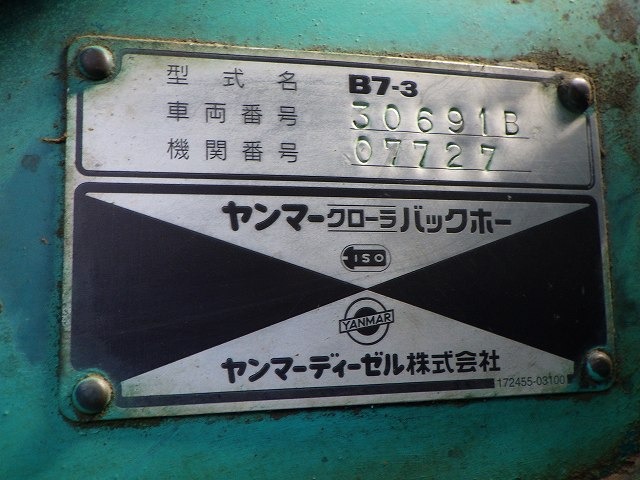 型式名 B7-3
車両番号 30691B
機関番号 07727
ヤンマークローラバックホー
ISO
YANMAR
ヤンマーディーゼル株式会社
172455-03100